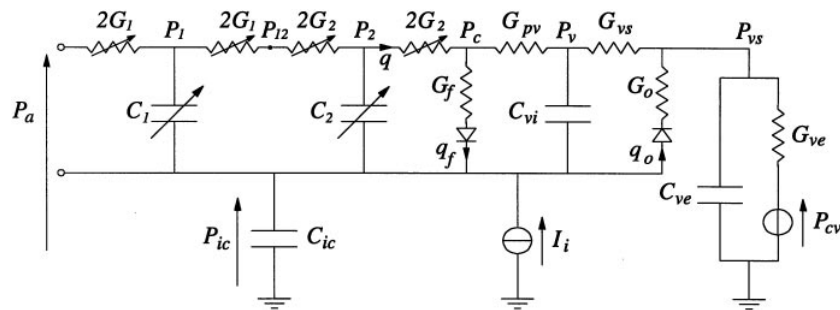 2G1 P1 2G1 P12 2G2 P2 2G2 Pc Gpv Pv Gvs Pvs
q
Pa C1 C2 Gf Cvi Go Gve
qf qo
Cve
Pic Cic Ii Pcv